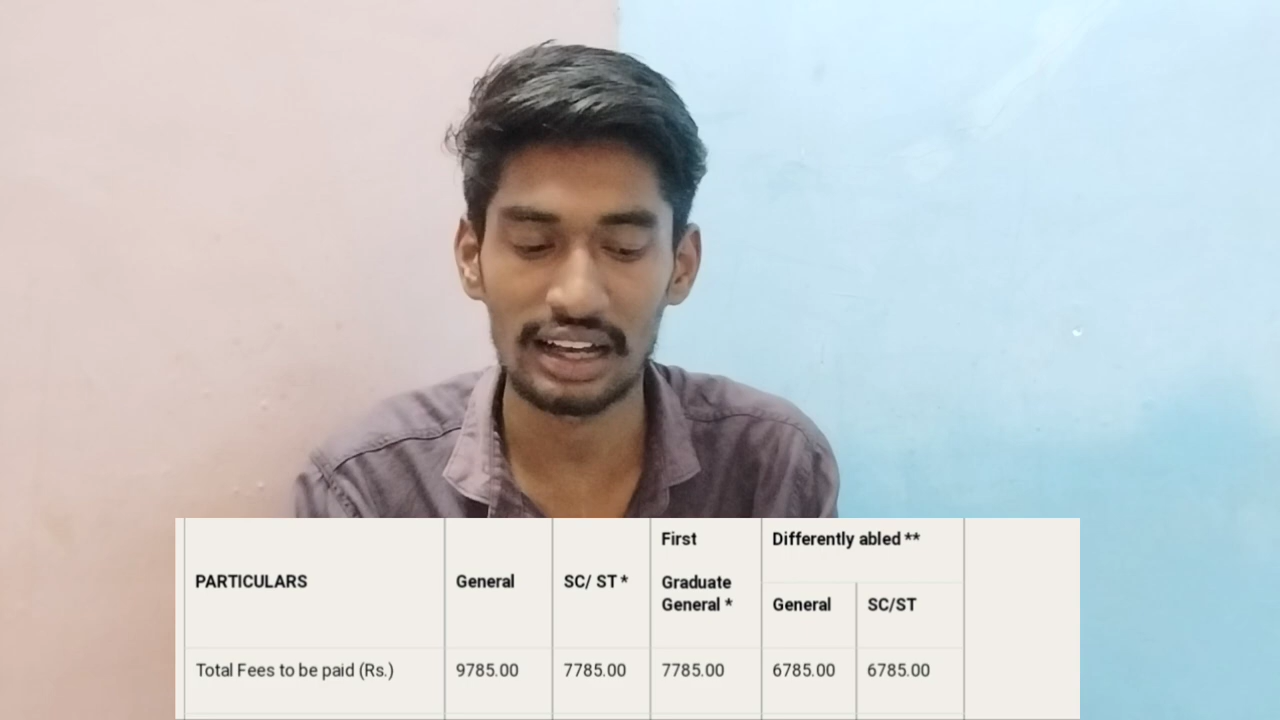 First
Differently abled **
PARTICULARS General SC/ ST * Graduate
General * General SC/ST
Total Fees to be paid (Rs.) 9785.00 7785.00 7785.00 6785.00 6785.00